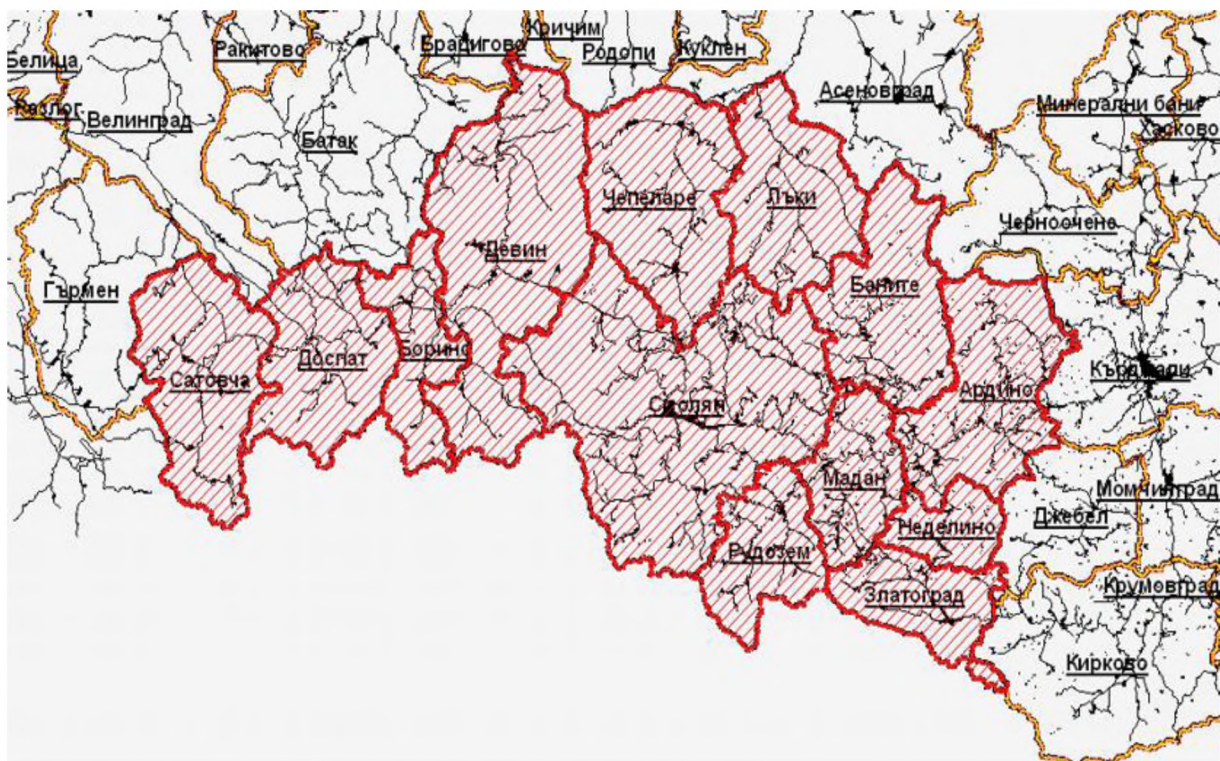 Кричим
Ракитово
Брацигово
Родопи
Куклен
Белица
Асеновград
Разлог
Велинград
Минерални бани
Хасково
Батак
Чепеларе
Лъки
Черноочене
Девин
Гърмен
Баните
Доспат
Борино
Сатовча
Кърджали
Ардино
Смолян
Мадан
Момчилград
Джебел
Неделино
Рудозем
Златоград
Крумовград
Кирково